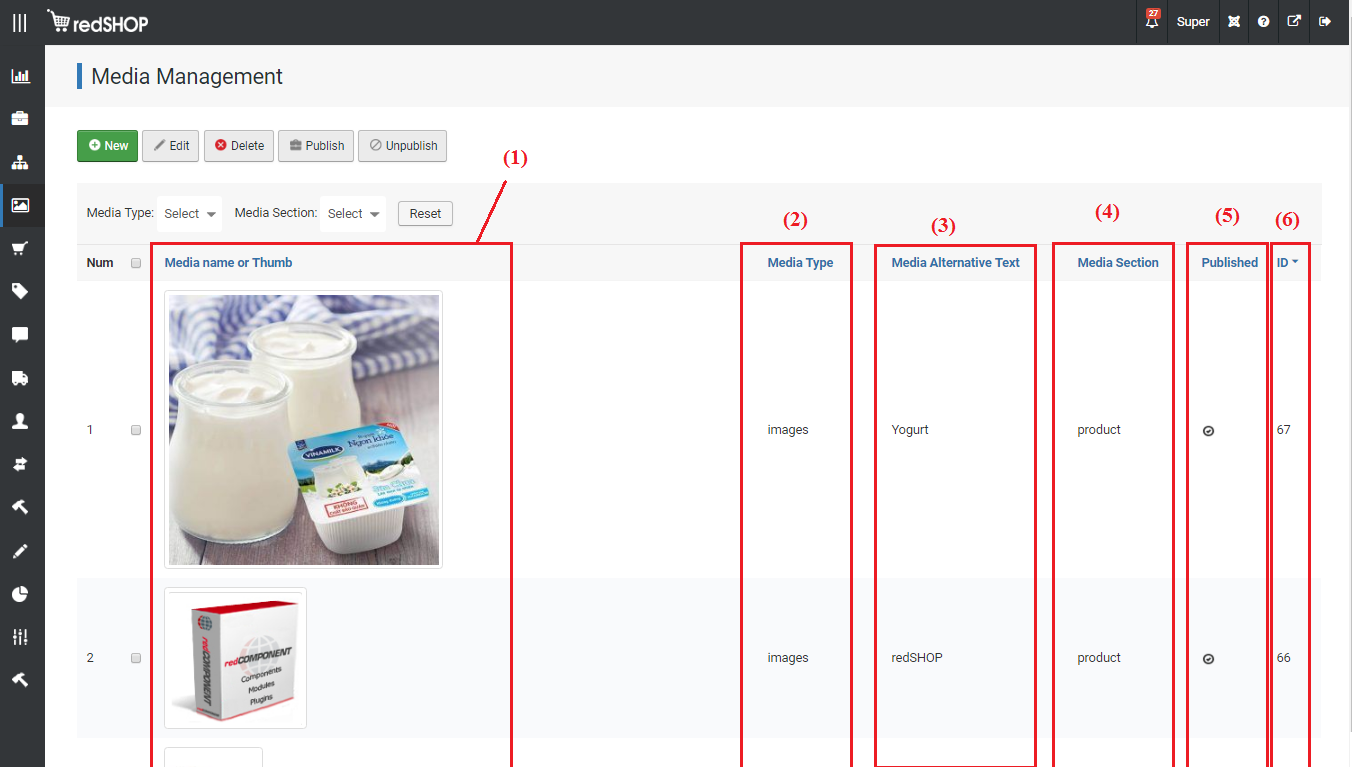 redSHOP
27
Super
Media Management
New Edit Delete Publish Unpublish
(1)
Media Type: Select Media Section: Select Reset
(2) (3) (4) (5) (6)
Num Media name or Thumb Media Type Media Alternative Text Media Section Published ID
VINAMILK
Ngon khỏe
KHÔNG
1 images Yogurt product 67
redCOMPONENT
redCOMPONENT
Components
Modules
Plugins
2 images redSHOP product 66